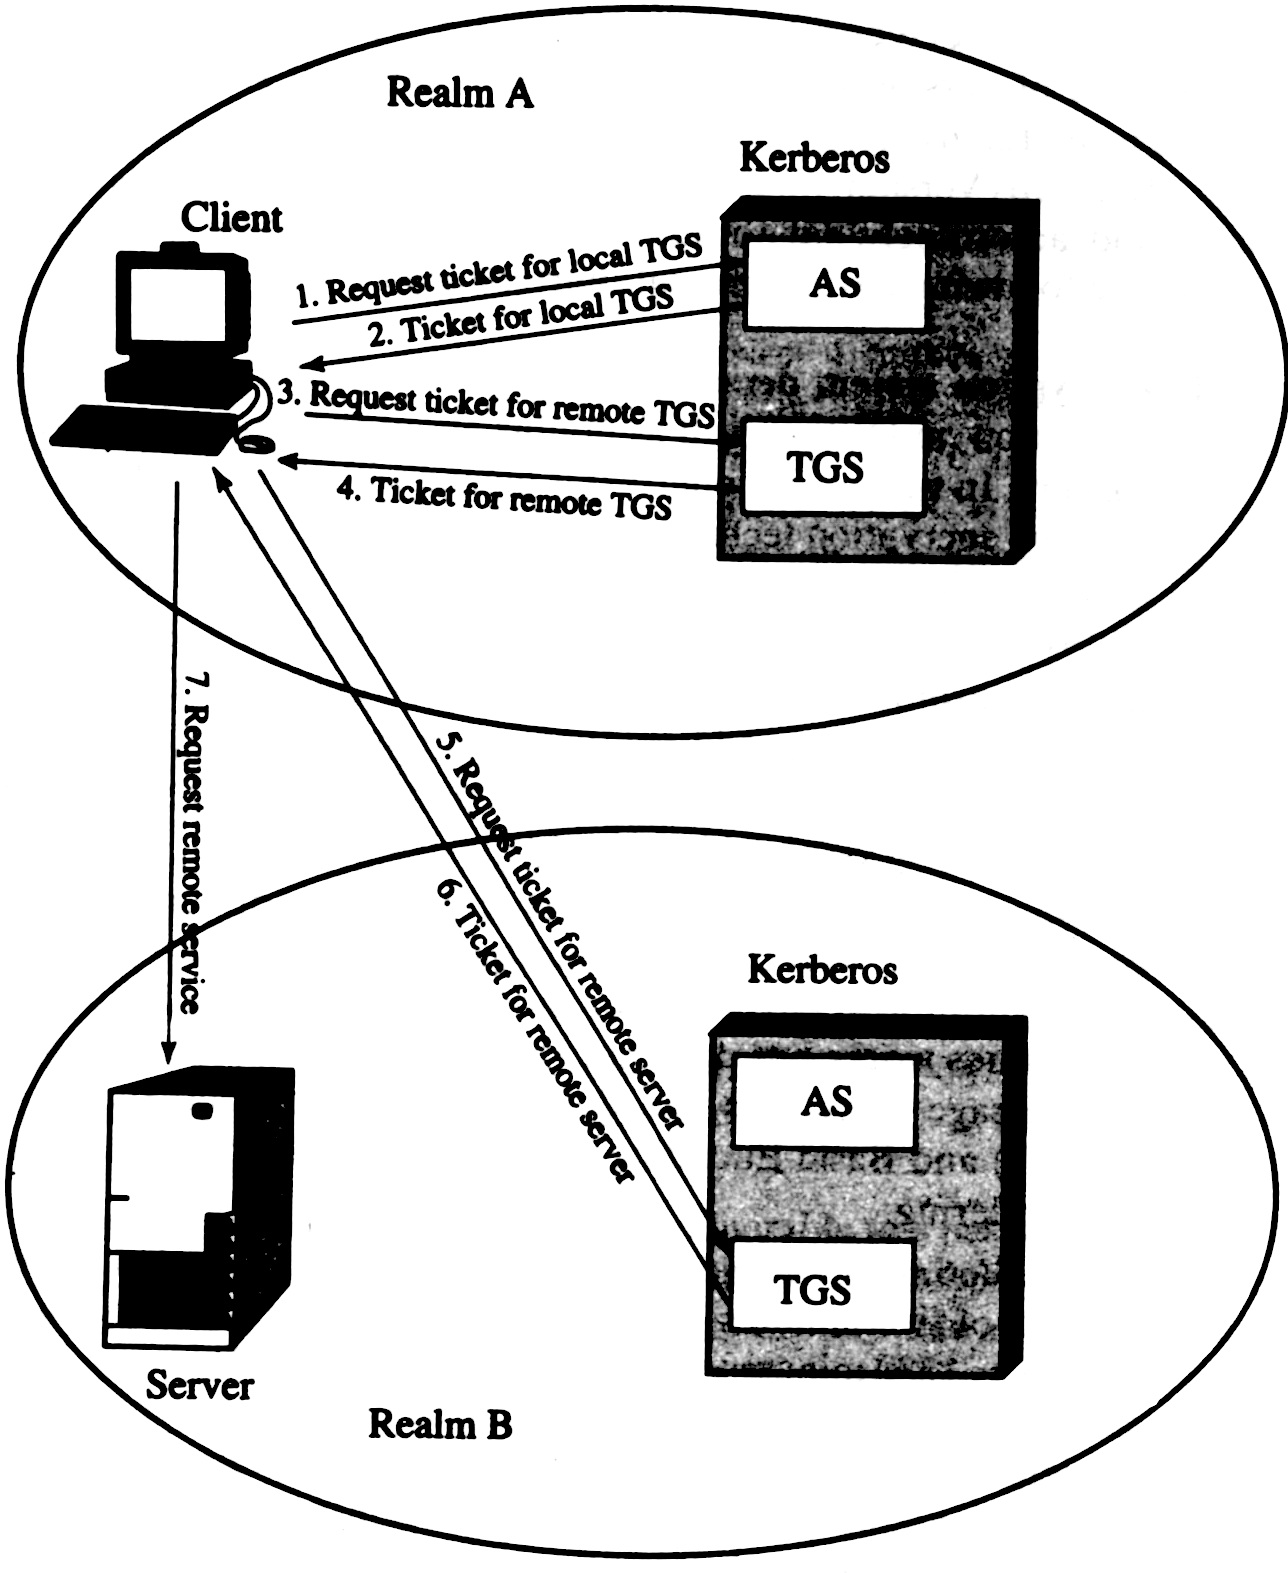 Realm A
Kerberos
Client
1. Request ticket for local TGS
AS
2. Ticket for local TGS
3. Request ticket for remote TGS
TGS
4. Ticket for remote TGS
7. Request remote service
5. Request ticket for remote server
6. Ticket for remote server
Kerberos
AS
TGS
Server
Realm B